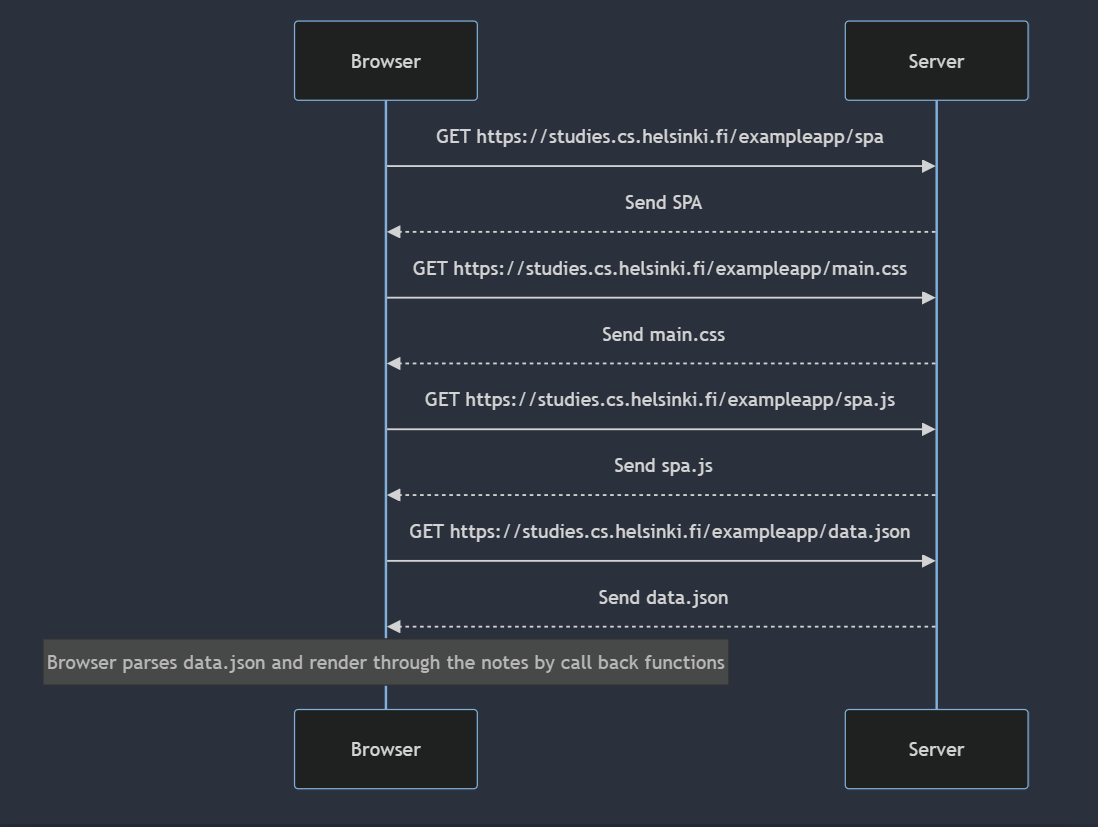 Browser
Server
GET https://studies.cs.helsinki.fi/exampleapp/spa
Send SPA
GET https://studies.cs.helsinki.fi/exampleapp/main.css
Send main.css
GET https://studies.cs.helsinki.fi/exampleapp/spa.js
Send spa.js
GET https://studies.cs.helsinki.fi/exampleapp/data.json
Send data.json
Browser parses data.json and render through the notes by call back functions
Browser
Server